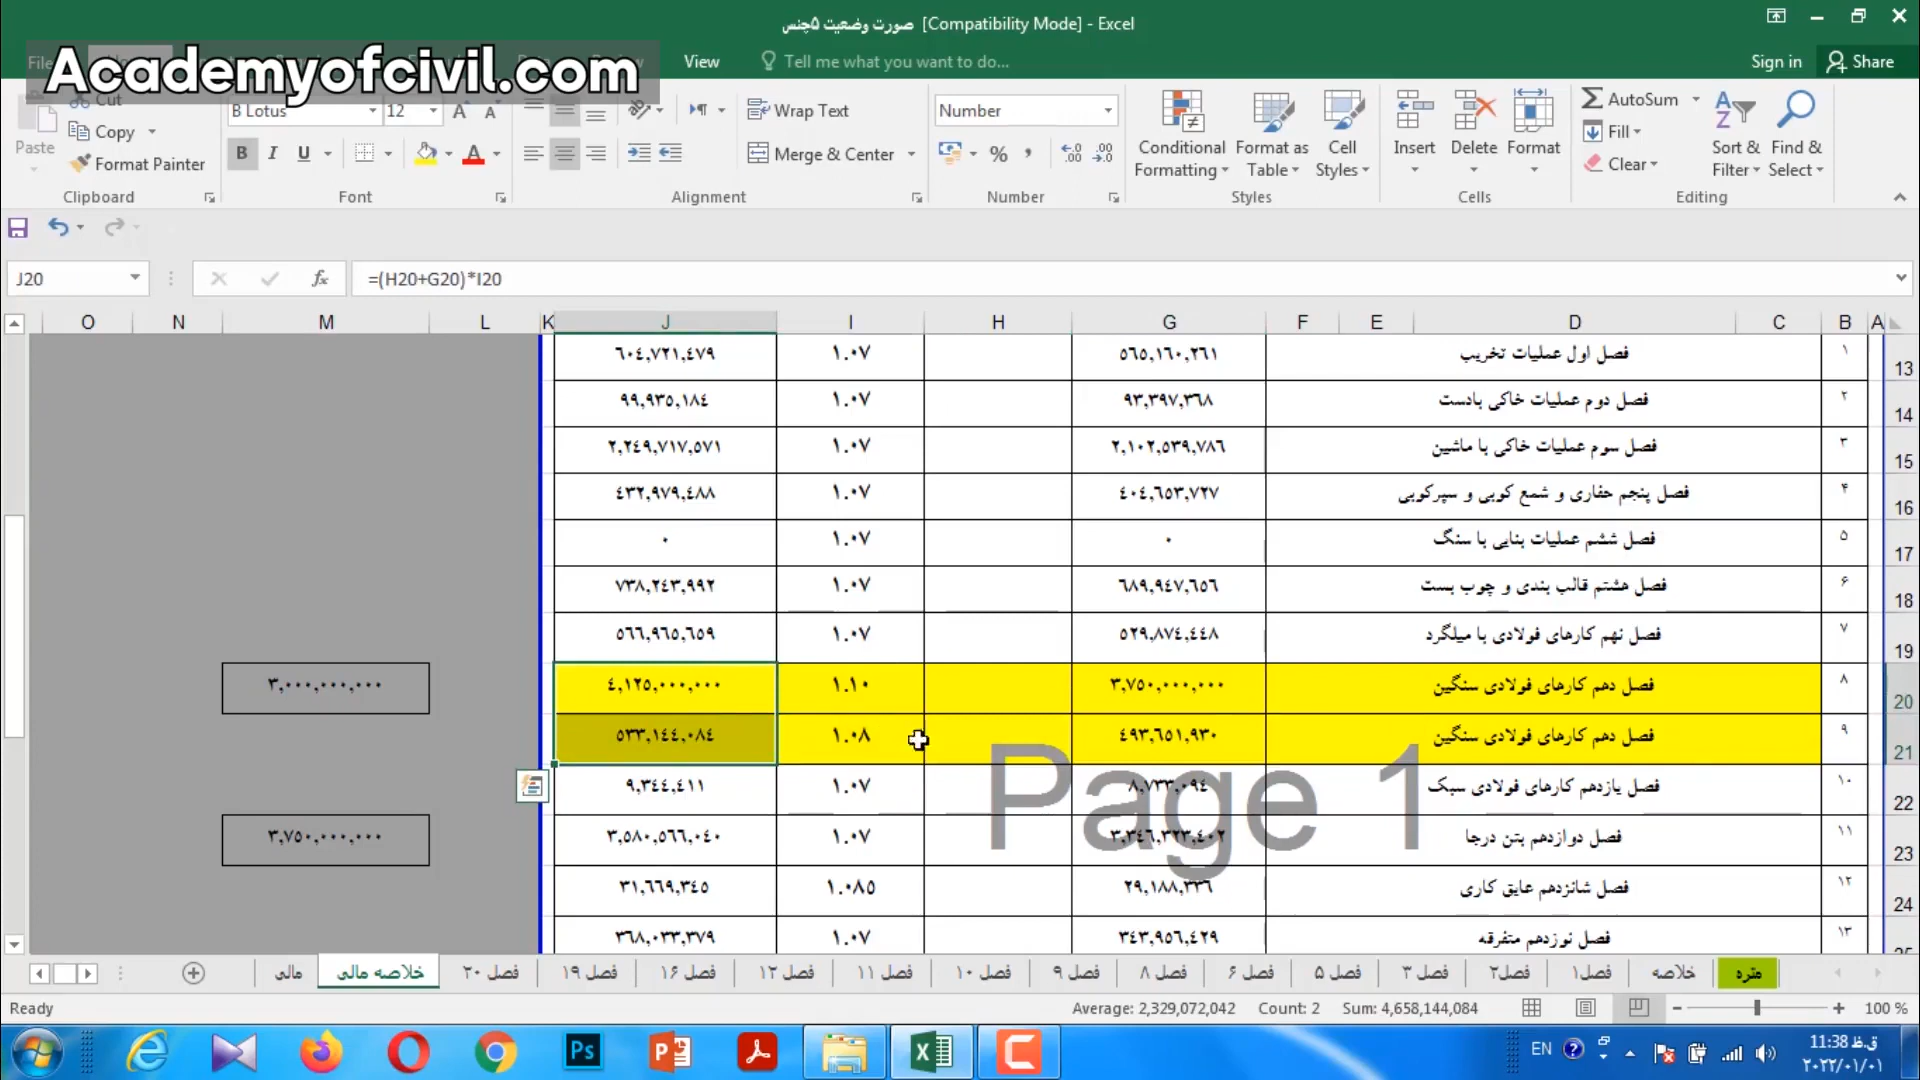 صورت وضعیت ۵چنس [Compatibility Mode] - Excel
Academyofcivil.com
View
Tell me what you want to do...
Sign in
Share
Cut
Copy
Paste
Format Painter
Clipboard
B Lotus
12
B I U
Font
Wrap Text
Merge & Center
Alignment
Number
% ,
Number
Conditional Formatting
Format as Table
Cell Styles
Styles
Insert
Delete
Format
Cells
AutoSum
Fill
Clear
Sort & Filter
Find & Select
Editing
J20
fx
=(H20+G20)*I20
O N M L K J I H G F E D C B A
۱ فصل اول عملیات تخریب ۵۶۵,۱۶۰,۲۶۱ ۱.۰۷ ۶۰۴,۷۲۱,۴۷۹ 13
۲ فصل دوم عملیات خاکی بادست ۹۳,۳۹۷,۳۶۸ ۱.۰۷ ۹۹,۹۳۵,۱۸۴ 14
۳ فصل سوم عملیات خاکی با ماشین ۲,۱۰۲,۵۳۹,۷۸۶ ۱.۰۷ ۲,۲۴۹,۷۱۷,۵۷۱ 15
۴ فصل پنجم حفاری و شمع کوبی و سپرکوبی ۴۰۴,۶۵۳,۷۲۷ ۱.۰۷ ۴۳۲,۹۷۹,۴۸۸ 16
۵ فصل ششم عملیات بنایی با سنگ ۰ ۱.۰۷ ۰ 17
۶ فصل هشتم قالب بندی و چوب بست ۶۸۹,۹۴۷,۶۵۶ ۱.۰۷ ۷۳۸,۲۴۳,۹۹۲ 18
۷ فصل نهم کارهای فولادی با میلگرد ۵۲۹,۸۷۴,۴۴۸ ۱.۰۷ ۵۶۶,۹۶۵,۶۵۹ 19
۸ فصل دهم کارهای فولادی سنگین ۳,۷۵۰,۰۰۰,۰۰۰ ۱.۱۰ ۴,۱۲۵,۰۰۰,۰۰۰ ۳,۰۰۰,۰۰۰,۰۰۰ 20
۹ فصل دهم کارهای فولادی سنگین ۴۹۳,۶۵۱,۹۳۰ ۱.۰۸ ۵۳۳,۱۴۴,۰۸۴ 21
۱۰ فصل یازدهم کارهای فولادی سبک ۸,۷۳۳,۰۹۴ ۱.۰۷ ۹,۳۴۴,۴۱۱ 22
Page 1
۱۱ فصل دوازدهم بتن درجا ۳,۳۴۶,۳۲۳,۴۰۲ ۱.۰۷ ۳,۵۸۰,۵۶۶,۰۴۰ ۳,۷۵۰,۰۰۰,۰۰۰ 23
۱۲ فصل شانزدهم عایق کاری ۲۹,۱۸۸,۳۳۶ ۱.۰۸۵ ۳۱,۶۶۹,۳۴۵ 24
۱۳ فصل نوزدهم متفرقه ۳۴۳,۹۵۶,۴۲۹ ۱.۰۷ ۳۶۸,۰۳۳,۳۷۹
متره خلاصه فصل۱ فصل۲ فصل ۳ فصل ۵ فصل ۶ فصل ۸ فصل ۹ فصل ۱۰ فصل ۱۱ فصل ۱۲ فصل ۱۶ فصل ۱۹ فصل ۲۰ خلاصه مالی مالی
Ready
Average: 2,329,072,042 Count: 2 Sum: 4,658,144,084
100 %
Ps
EN
11:38 ق.ظ
۲۰۲۲/۰۱/۰۱